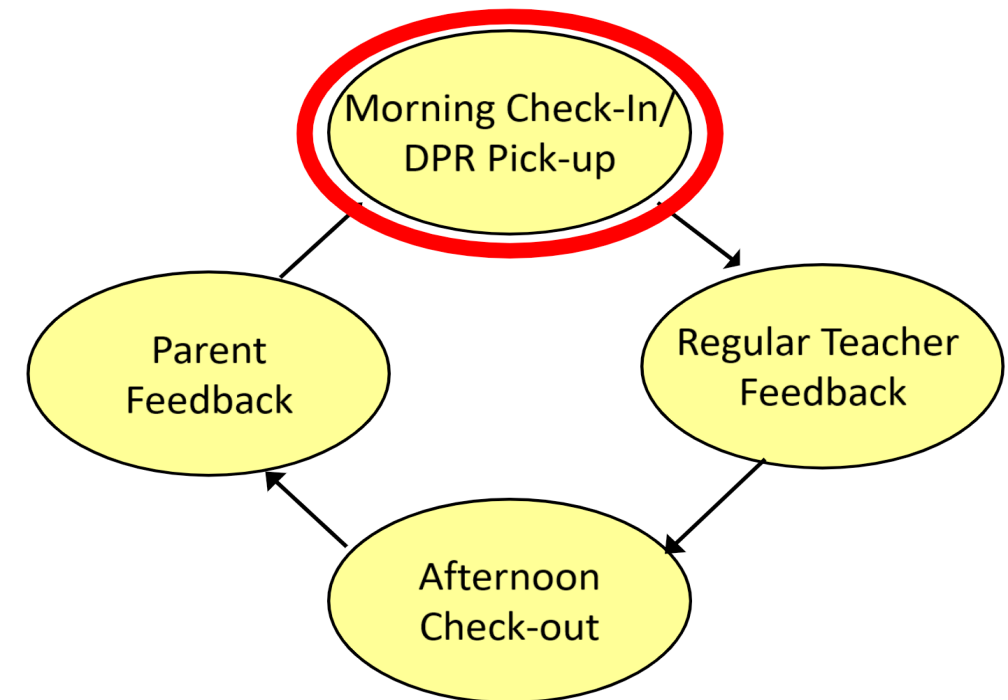 Morning Check-In/
DPR Pick-up
Parent
Feedback
Regular Teacher
Feedback
Afternoon
Check-out